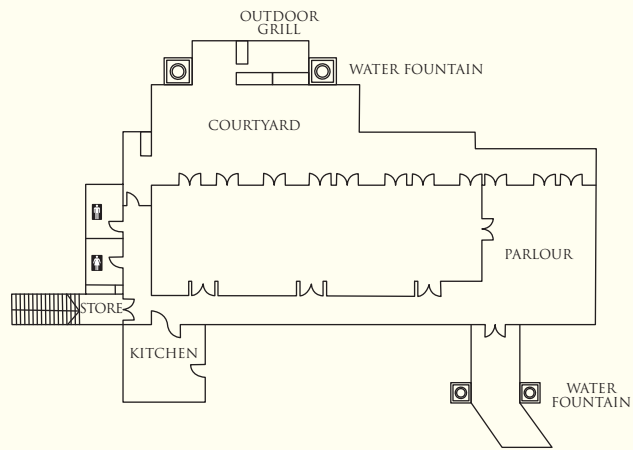 OUTDOOR
GRILL
WATER FOUNTAIN
COURTYARD
PARLOUR
STORE
KITCHEN
WATER
FOUNTAIN